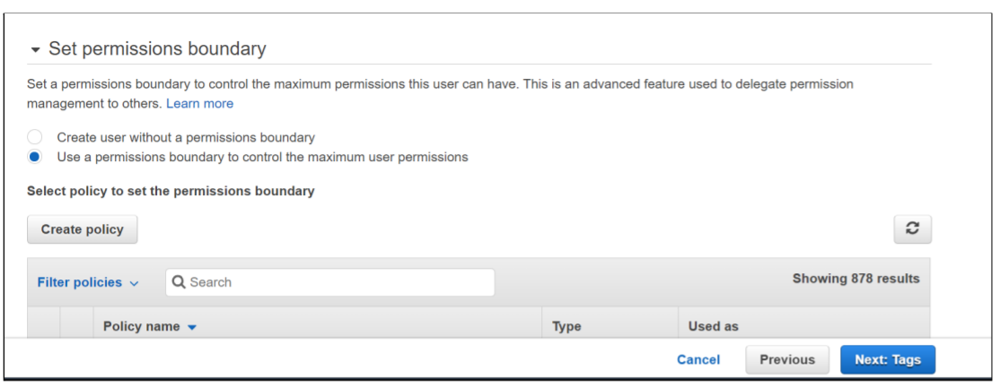 Set permissions boundary
Set a permissions boundary to control the maximum permissions this user can have. This is an advanced feature used to delegate permission
management to others. Learn more
Create user without a permissions boundary
Use a permissions boundary to control the maximum user permissions
Select policy to set the permissions boundary
Create policy
Filter policies Search Showing 878 results
Policy name Type Used as
Cancel Previous Next: Tags